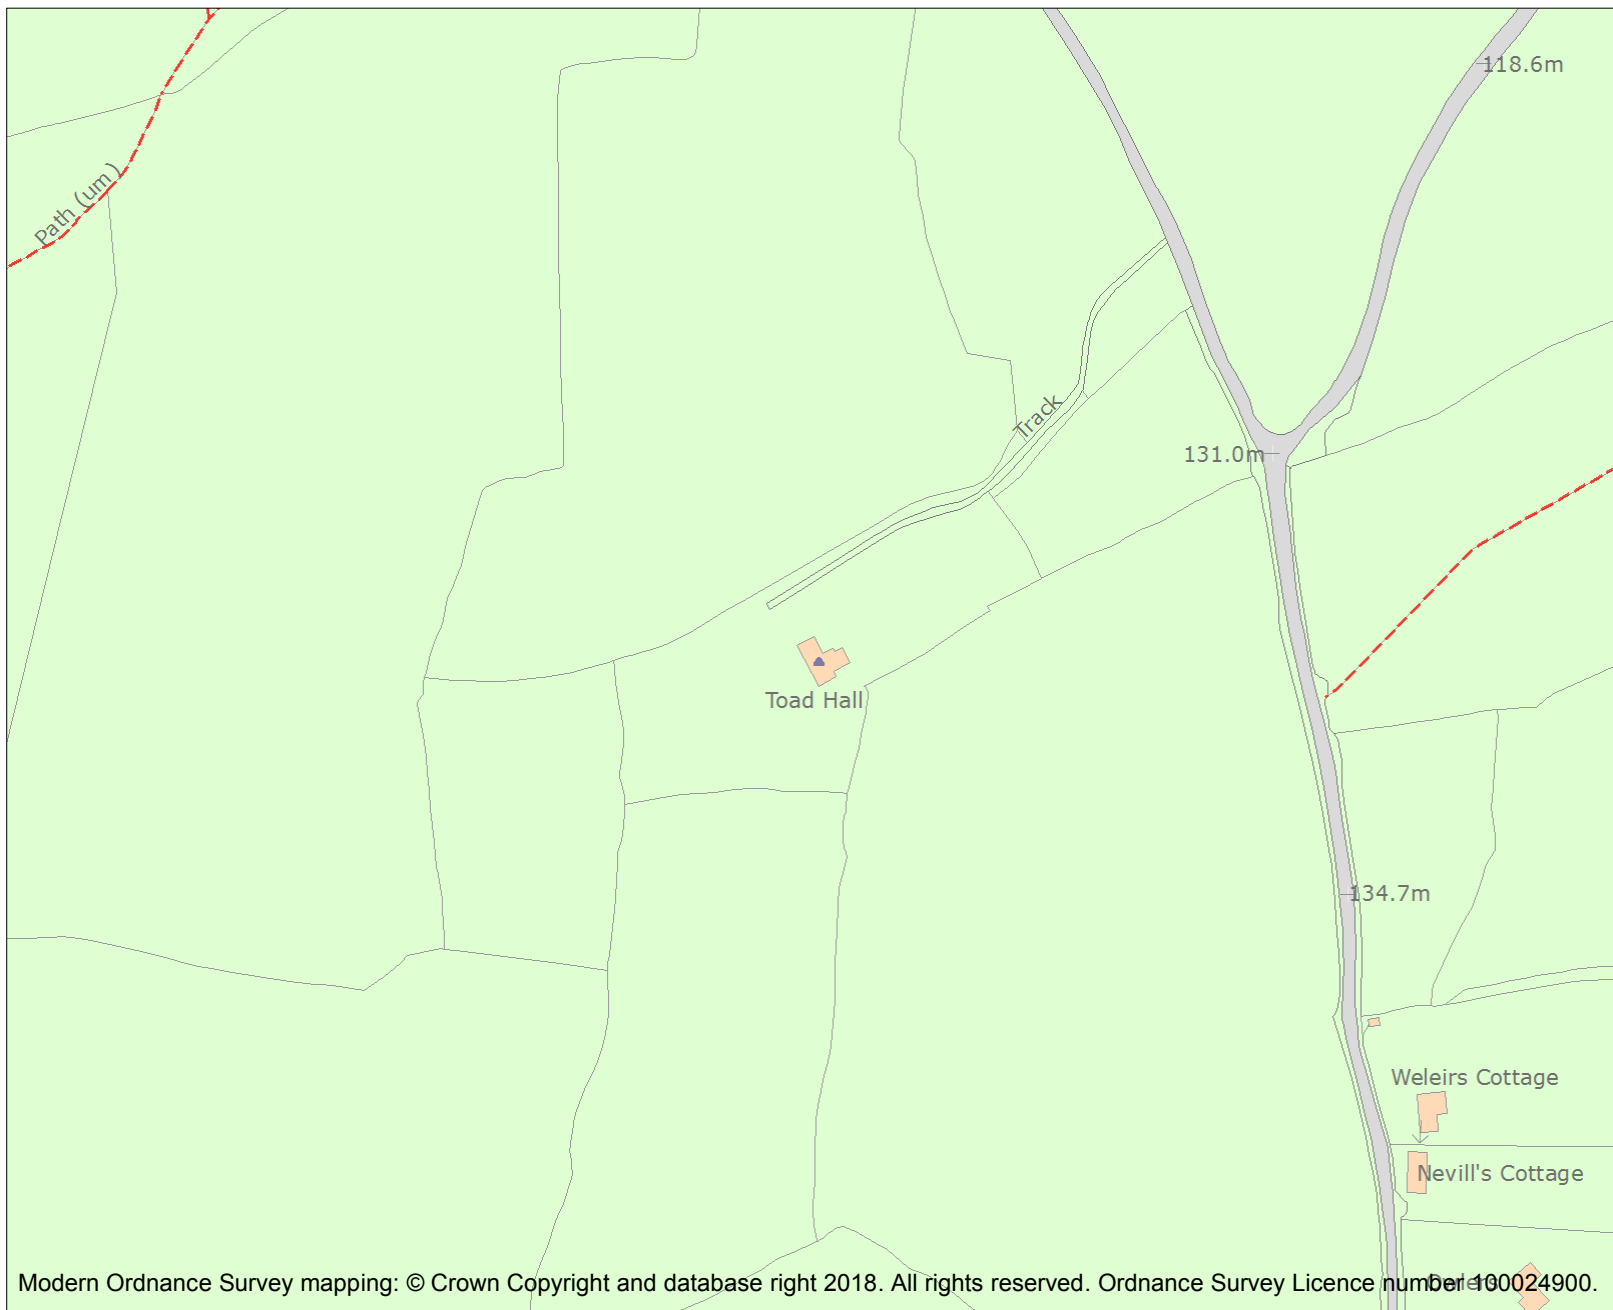 118.6m
Path (um)
Track
131.0m
Toad Hall
134.7m
Weleirs Cottage
Nevill's Cottage
Modern Ordnance Survey mapping: © Crown Copyright and database right 2018. All rights reserved. Ordnance Survey Licence number 100024900.